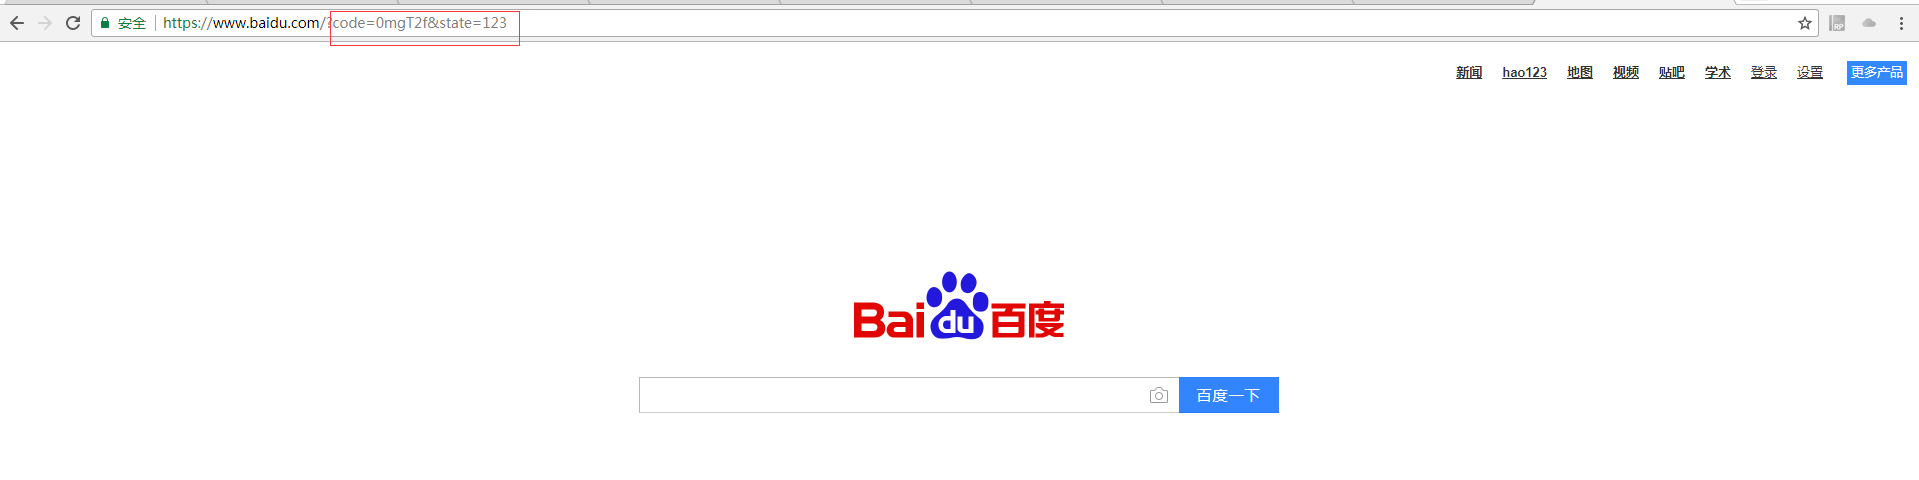 安全 https://www.baidu.com/?code=0mgT2f&state=123
RP
新闻 hao123 地图 视频 贴吧 学术 登录 设置 更多产品
Bai du 百度
百度一下